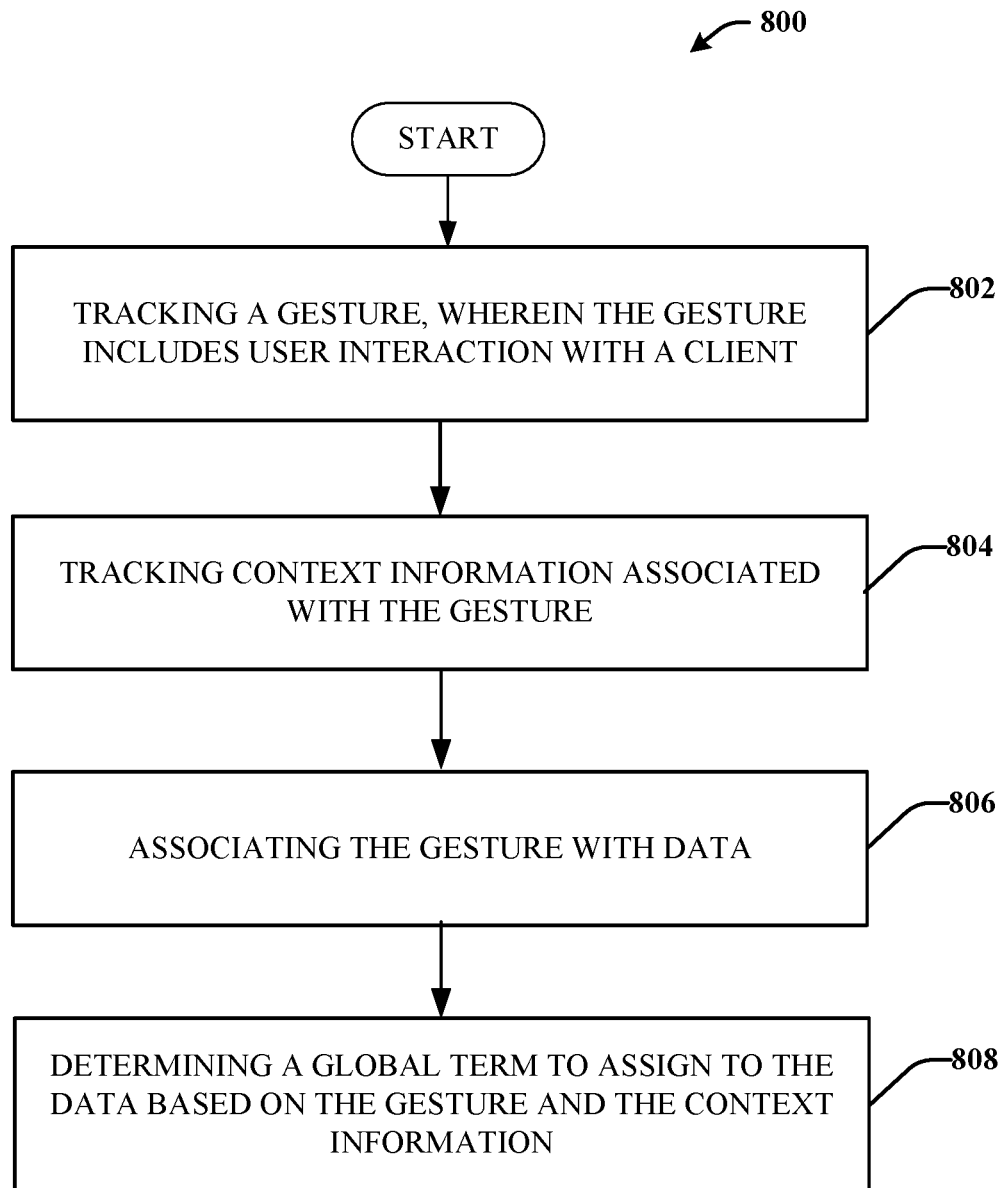 800
START
TRACKING A GESTURE, WHEREIN THE GESTURE
INCLUDES USER INTERACTION WITH A CLIENT
802
TRACKING CONTEXT INFORMATION ASSOCIATED
WITH THE GESTURE
804
ASSOCIATING THE GESTURE WITH DATA
806
DETERMINING A GLOBAL TERM TO ASSIGN TO THE
DATA BASED ON THE GESTURE AND THE CONTEXT
INFORMATION
808